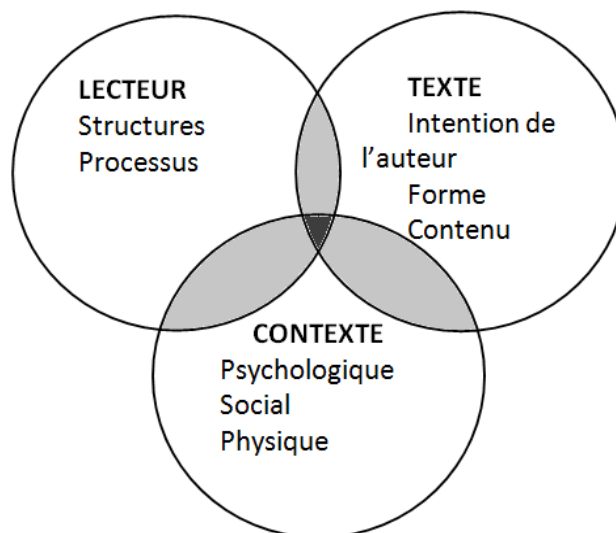 LECTEUR
Structures
Processus
TEXTE
Intention de
l’auteur
Forme
Contenu
CONTEXTE
Psychologique
Social
Physique